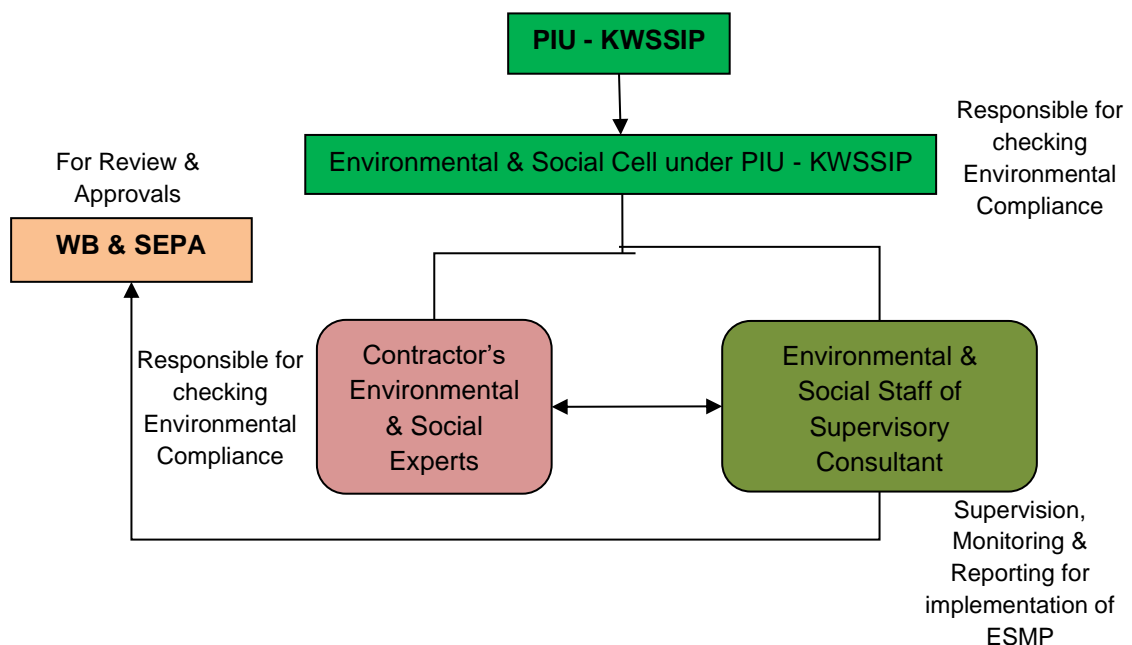 PIU - KWSSIP
Responsible for
checking
Environmental
Compliance
Environmental & Social Cell under PIU - KWSSIP
For Review &
Approvals
WB & SEPA
Responsible for
checking
Environmental
Compliance
Contractor’s
Environmental
& Social
Experts
Environmental &
Social Staff of
Supervisory
Consultant
Supervision,
Monitoring &
Reporting for
implementation of
ESMP